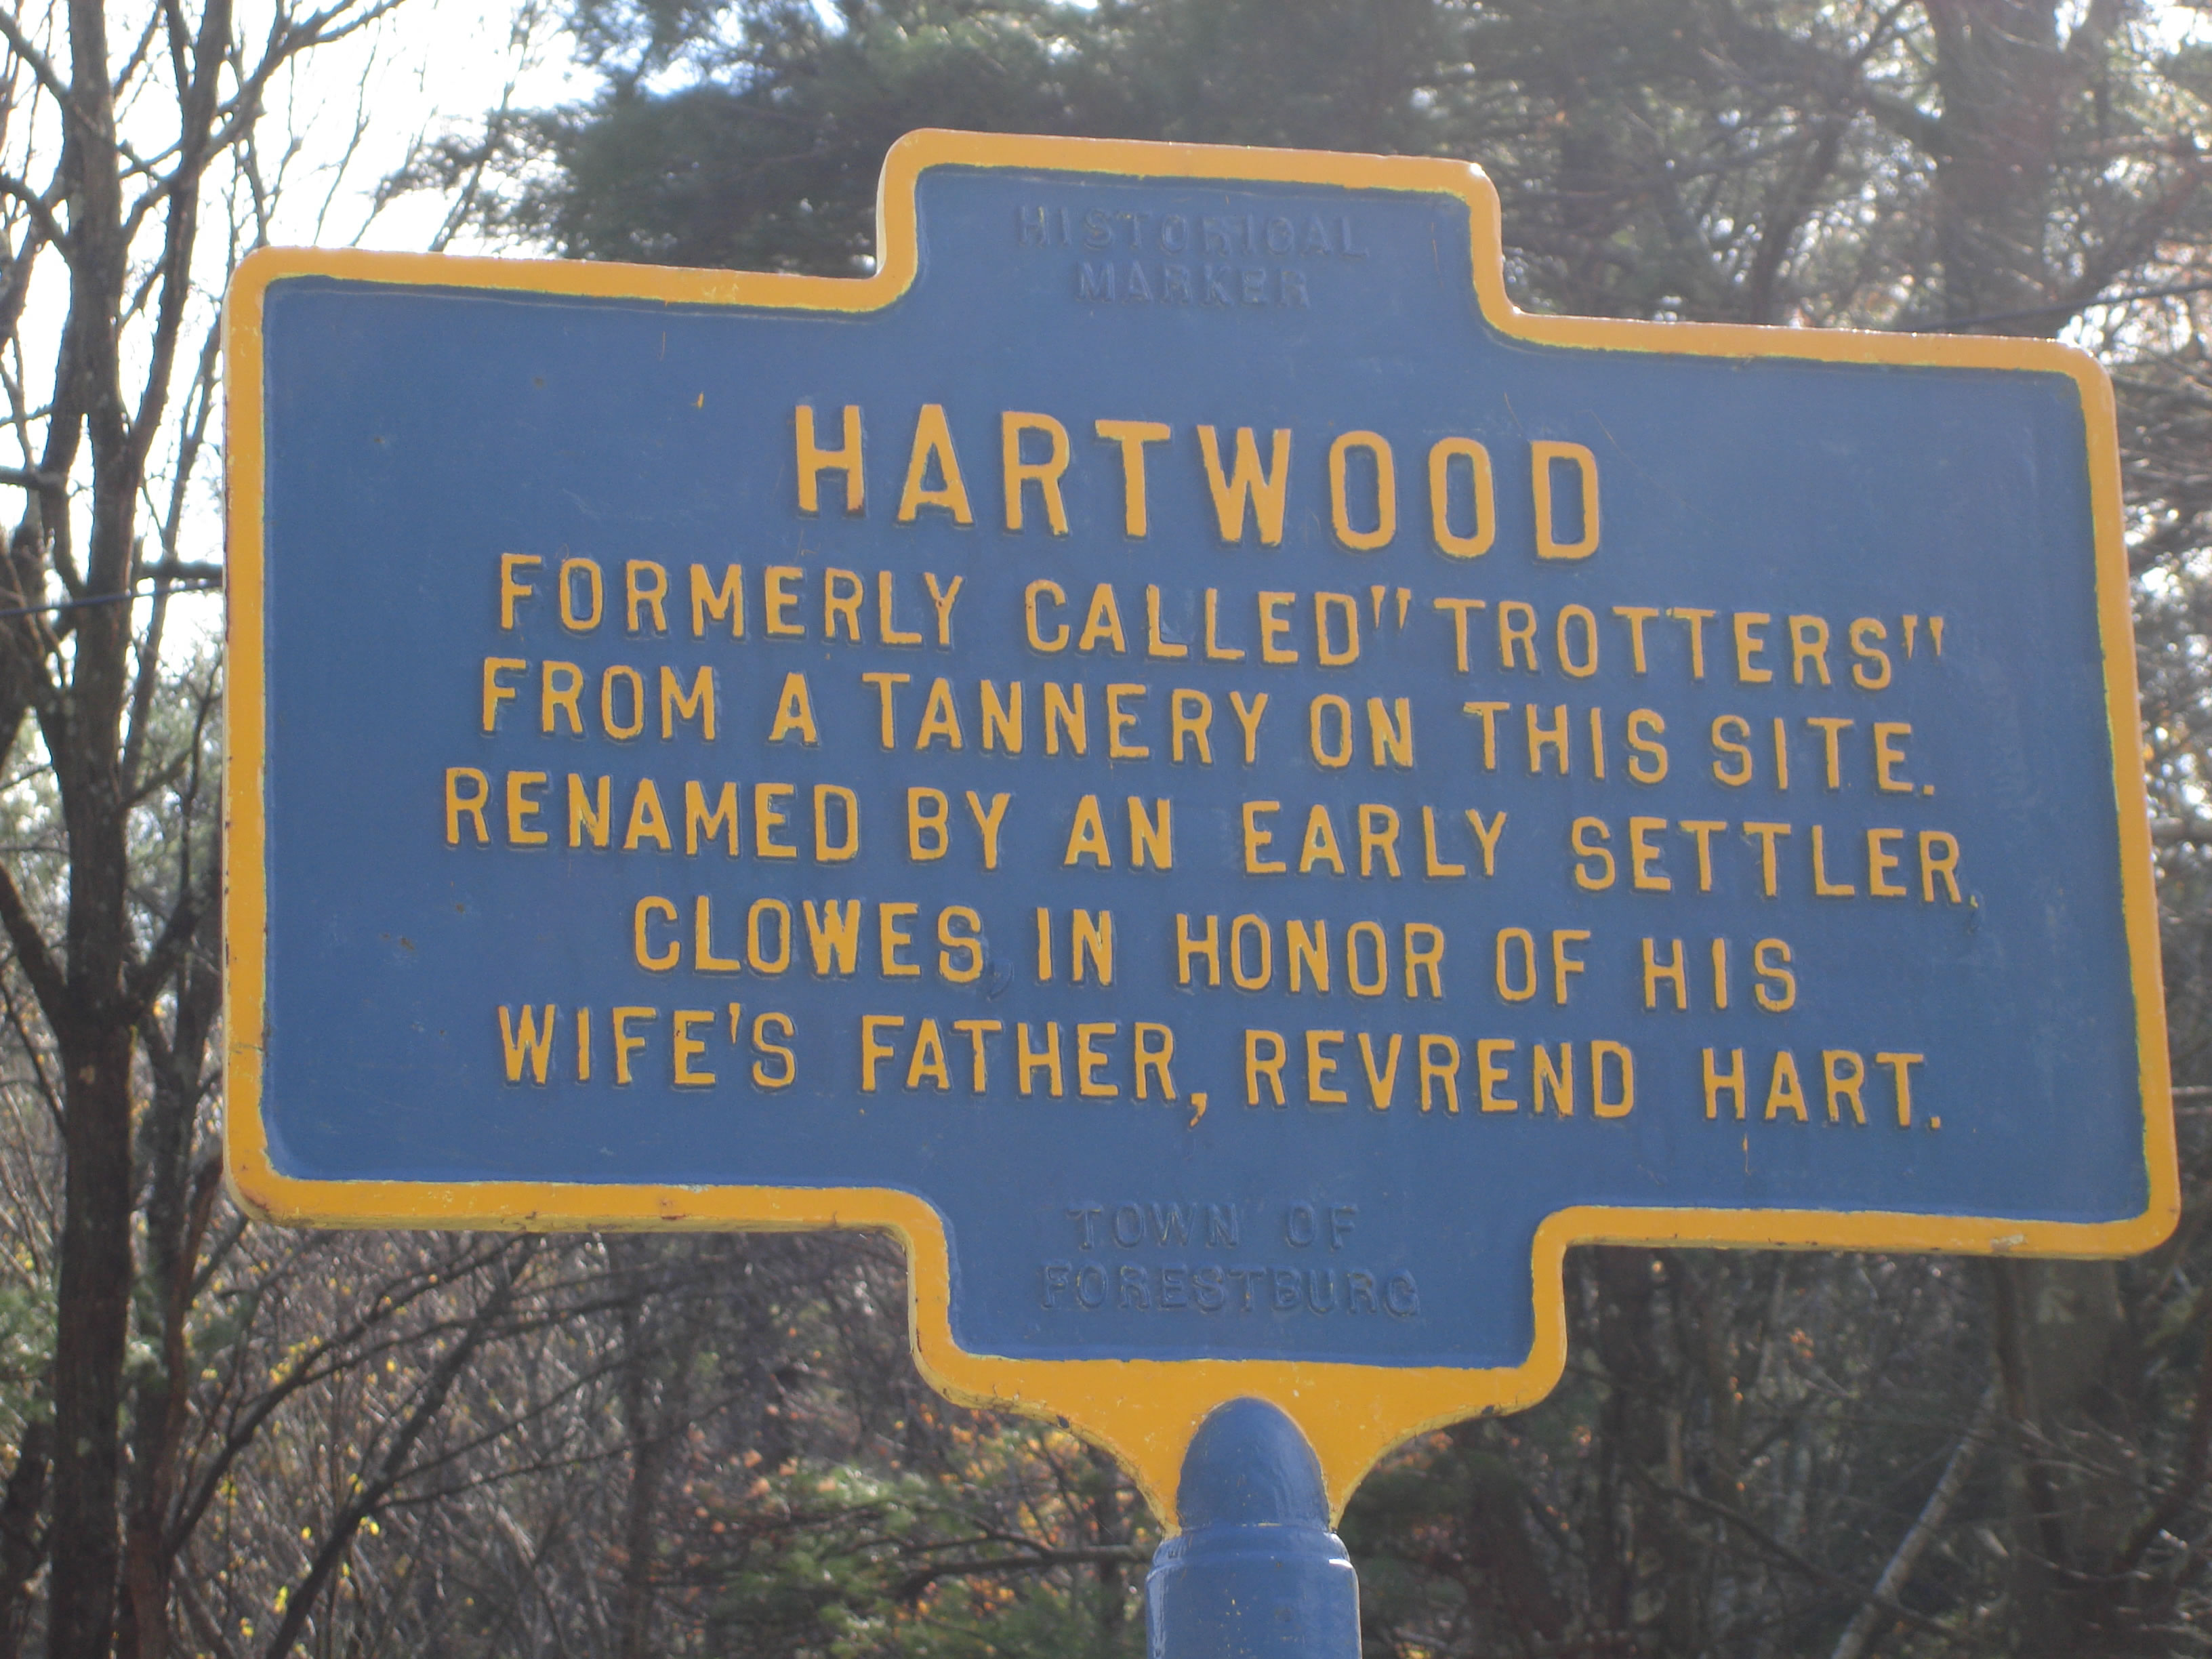 HISTORICAL
MARKER
HARTWOOD
FORMERLY CALLED "TROTTERS"
FROM A TANNERY ON THIS SITE.
RENAMED BY AN EARLY SETTLER,
CLOWES, IN HONOR OF HIS
WIFE'S FATHER, REVREND HART.
TOWN OF
FORESTBURG